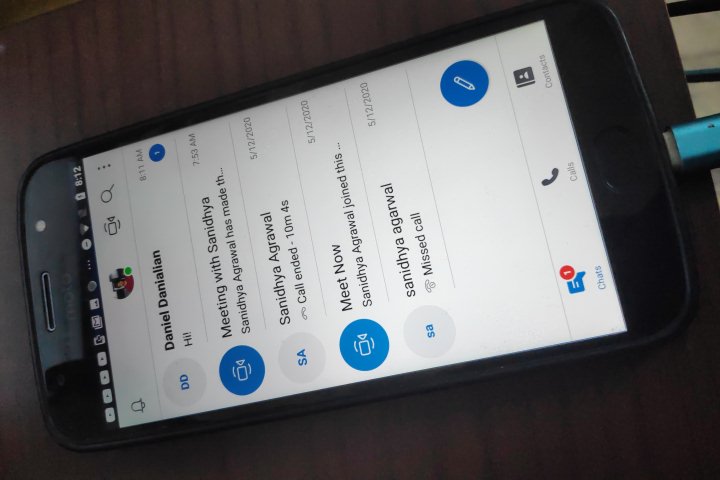 moto
8:12
Daniel Danialian
8:11 AM
DD
Hi!
1
Meeting with Sanidhya
7:53 AM
Sanidhya Agrawal has made th...
Sanidhya Agrawal
5/12/2020
SA
Call ended - 10m 4s
Meet Now
5/12/2020
Sanidhya Agrawal joined this ...
sanidhya agarwal
5/12/2020
sa
Missed call
1
Chats
Calls
Contacts